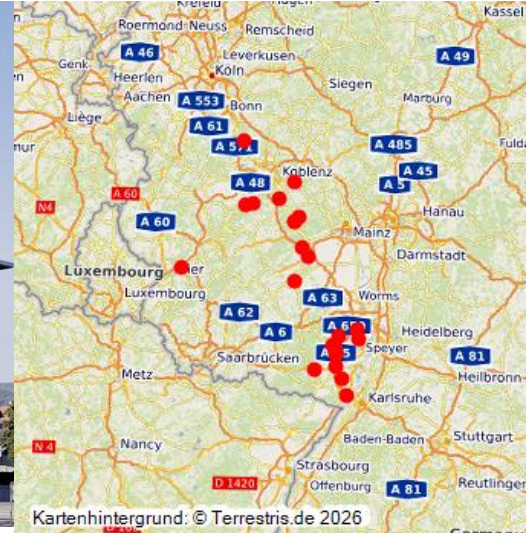 Krefeld
Hagen
Kassel
Roermond
Neuss
Remscheid
A 46
A 49
Genk
Heerlen
Leverkusen
Köln
Siegen
Aachen
A 553
Bonn
Marburg
Liège
A 61
A 485
Fulda
A 48
Koblenz
A 45
A 5
A 60
N4
A 60
Hanau
Mainz
Luxembourg
Darmstadt
Luxembourg
A 62
A 63
Worms
A 6
Heidelberg
Saarbrücken
Speyer
A 81
Metz
Heilbronn
Karlsruhe
Baden-Baden
N 4
Nancy
Stuttgart
Strasbourg
D 1420
Offenburg
A 81
Reutlingen
Kartenhintergrund: © Terrestris.de 2026